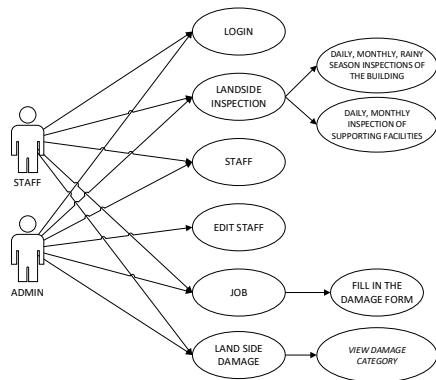 LOGIN
DAILY, MONTHLY, RAINY
SEASON INSPECTIONS OF
THE BUILDING
LANDSIDE
INSPECTION
DAILY, MONTHLY
INSPECTION OF
SUPPORTING FACILITIES
STAFF
STAFF
EDIT STAFF
ADMIN
JOB
FILL IN THE
DAMAGE FORM
LAND SIDE
DAMAGE
VIEW DAMAGE
CATEGORY